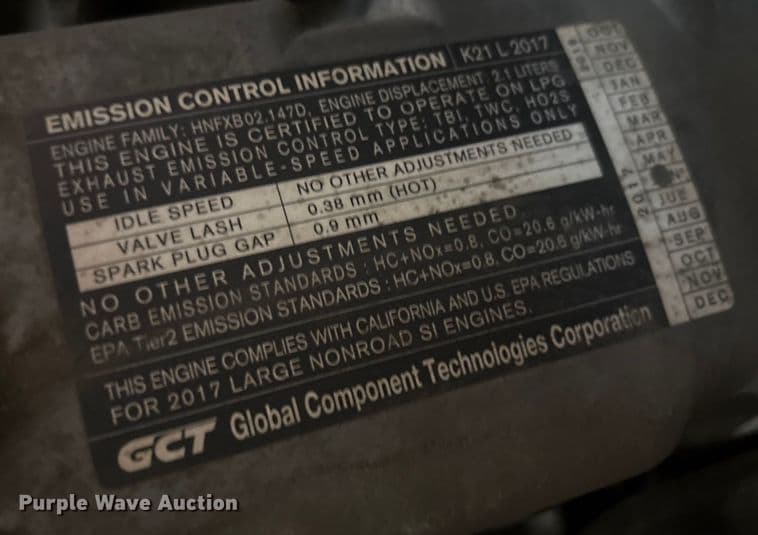 EMISSION CONTROL INFORMATION K21 L 2017
ENGINE FAMILY: HNFXB02.147D, ENGINE DISPLACEMENT 2.1 LITERS
THIS ENGINE IS CERTIFIED TO OPERATE ON LPG
EXHAUST EMISSION CONTROL TYPE: TBI, TWC, HO2S,
USE IN VARIABLE-SPEED APPLICATIONS ONLY
IDLE SPEED NO OTHER ADJUSTMENTS NEEDED
VALVE LASH 0.38 mm (HOT)
SPARK PLUG GAP 0.9 mm
NO OTHER ADJUSTMENTS NEEDED
CARB EMISSION STANDARDS : HC+NOx=0.8, CO=20.6 g/kW-hr
EPA Tier2 EMISSION STANDARDS : HC+NOx=0.8, CO=20.6 g/kW-hr
THIS ENGINE COMPLIES WITH CALIFORNIA AND U.S. EPA REGULATIONS
FOR 2017 LARGE NONROAD SI ENGINES.
GCT Global Component Technologies Corporation
OCT
NOV
DEC
JAN
FEB
MAR
APR
MAY
2017
AUG
SEP
OCT
NOV
DEC
Purple Wave Auction